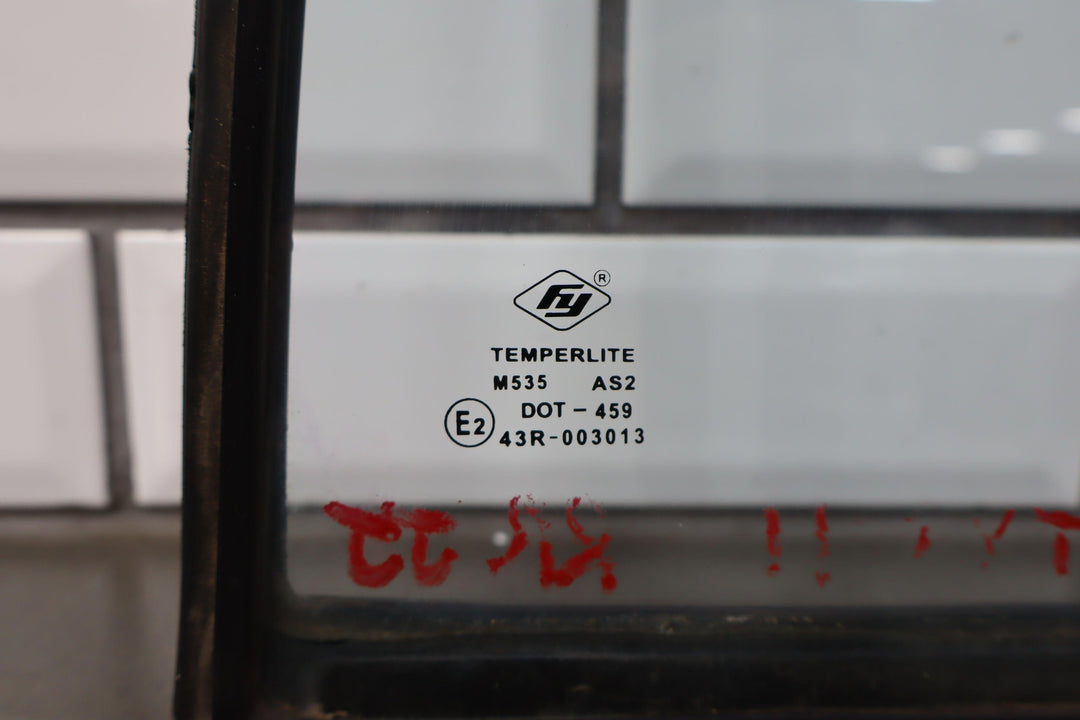 fy ®
TEMPERLITE
M535 AS2
DOT - 459
E2
43R-003013